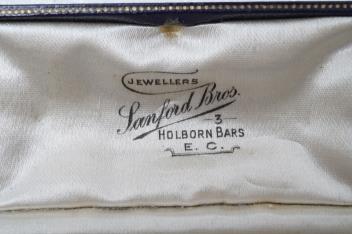 JEWELLERS
Sanford Bros.
3
HOLBORN BARS
E. C.